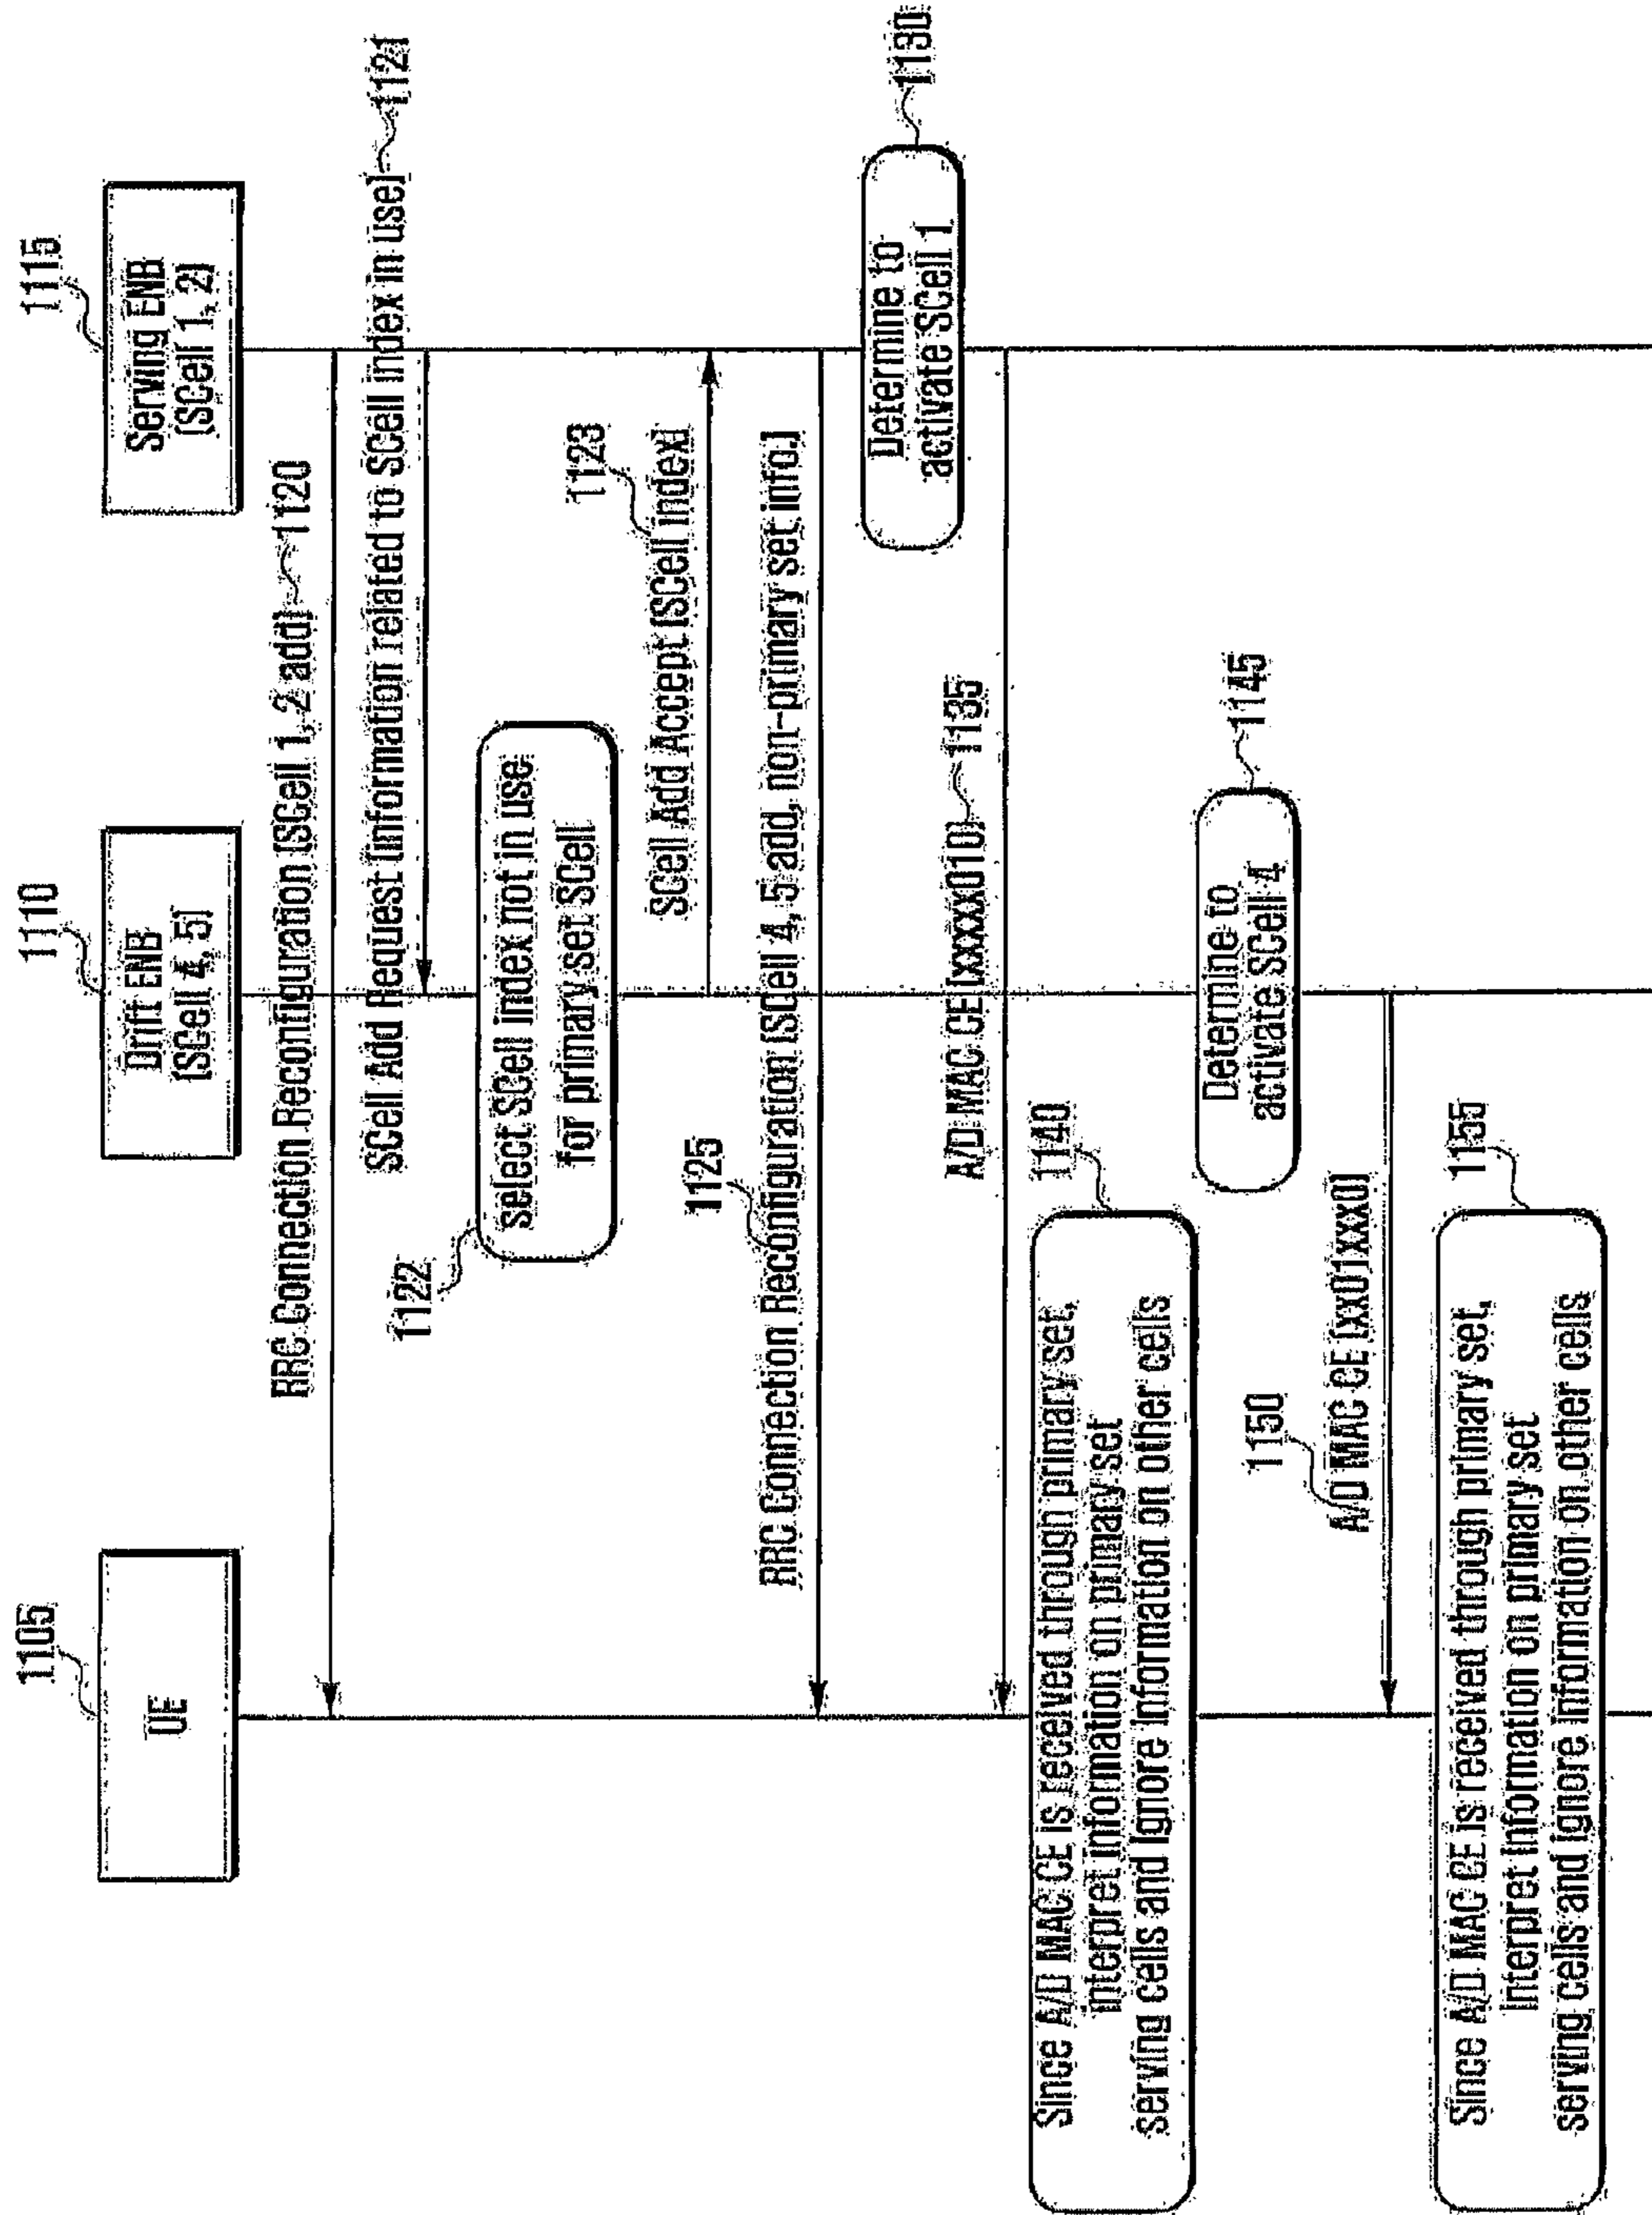 1105
UE
1110
Drift ENB
(SCell 4, 5)
1115
Serving ENB
(SCell 1, 2)
RRC Connection Reconfiguration (SCell 1, 2 add) 1120
SCell Add Request (information related to SCell index in use) 1121
1122
select SCell index not in use
for primary set SCell
1123
SCell Add Accept (SCell index)
1125
RRC Connection Reconfiguration (SCell 4, 5 add, non-primary set info.)
1130
Determine to
activate SCell 1
A/D MAC CE (xxxxx010) 1135
1140
Since A/D MAC CE is received through primary set,
interpret information on primary set
serving cells and ignore information on other cells
1145
Determine to
activate SCell 4
1150
A/D MAC CE (xx01xxx0)
1155
Since A/D MAC CE is received through primary set,
interpret information on primary set
serving cells and ignore information on other cells